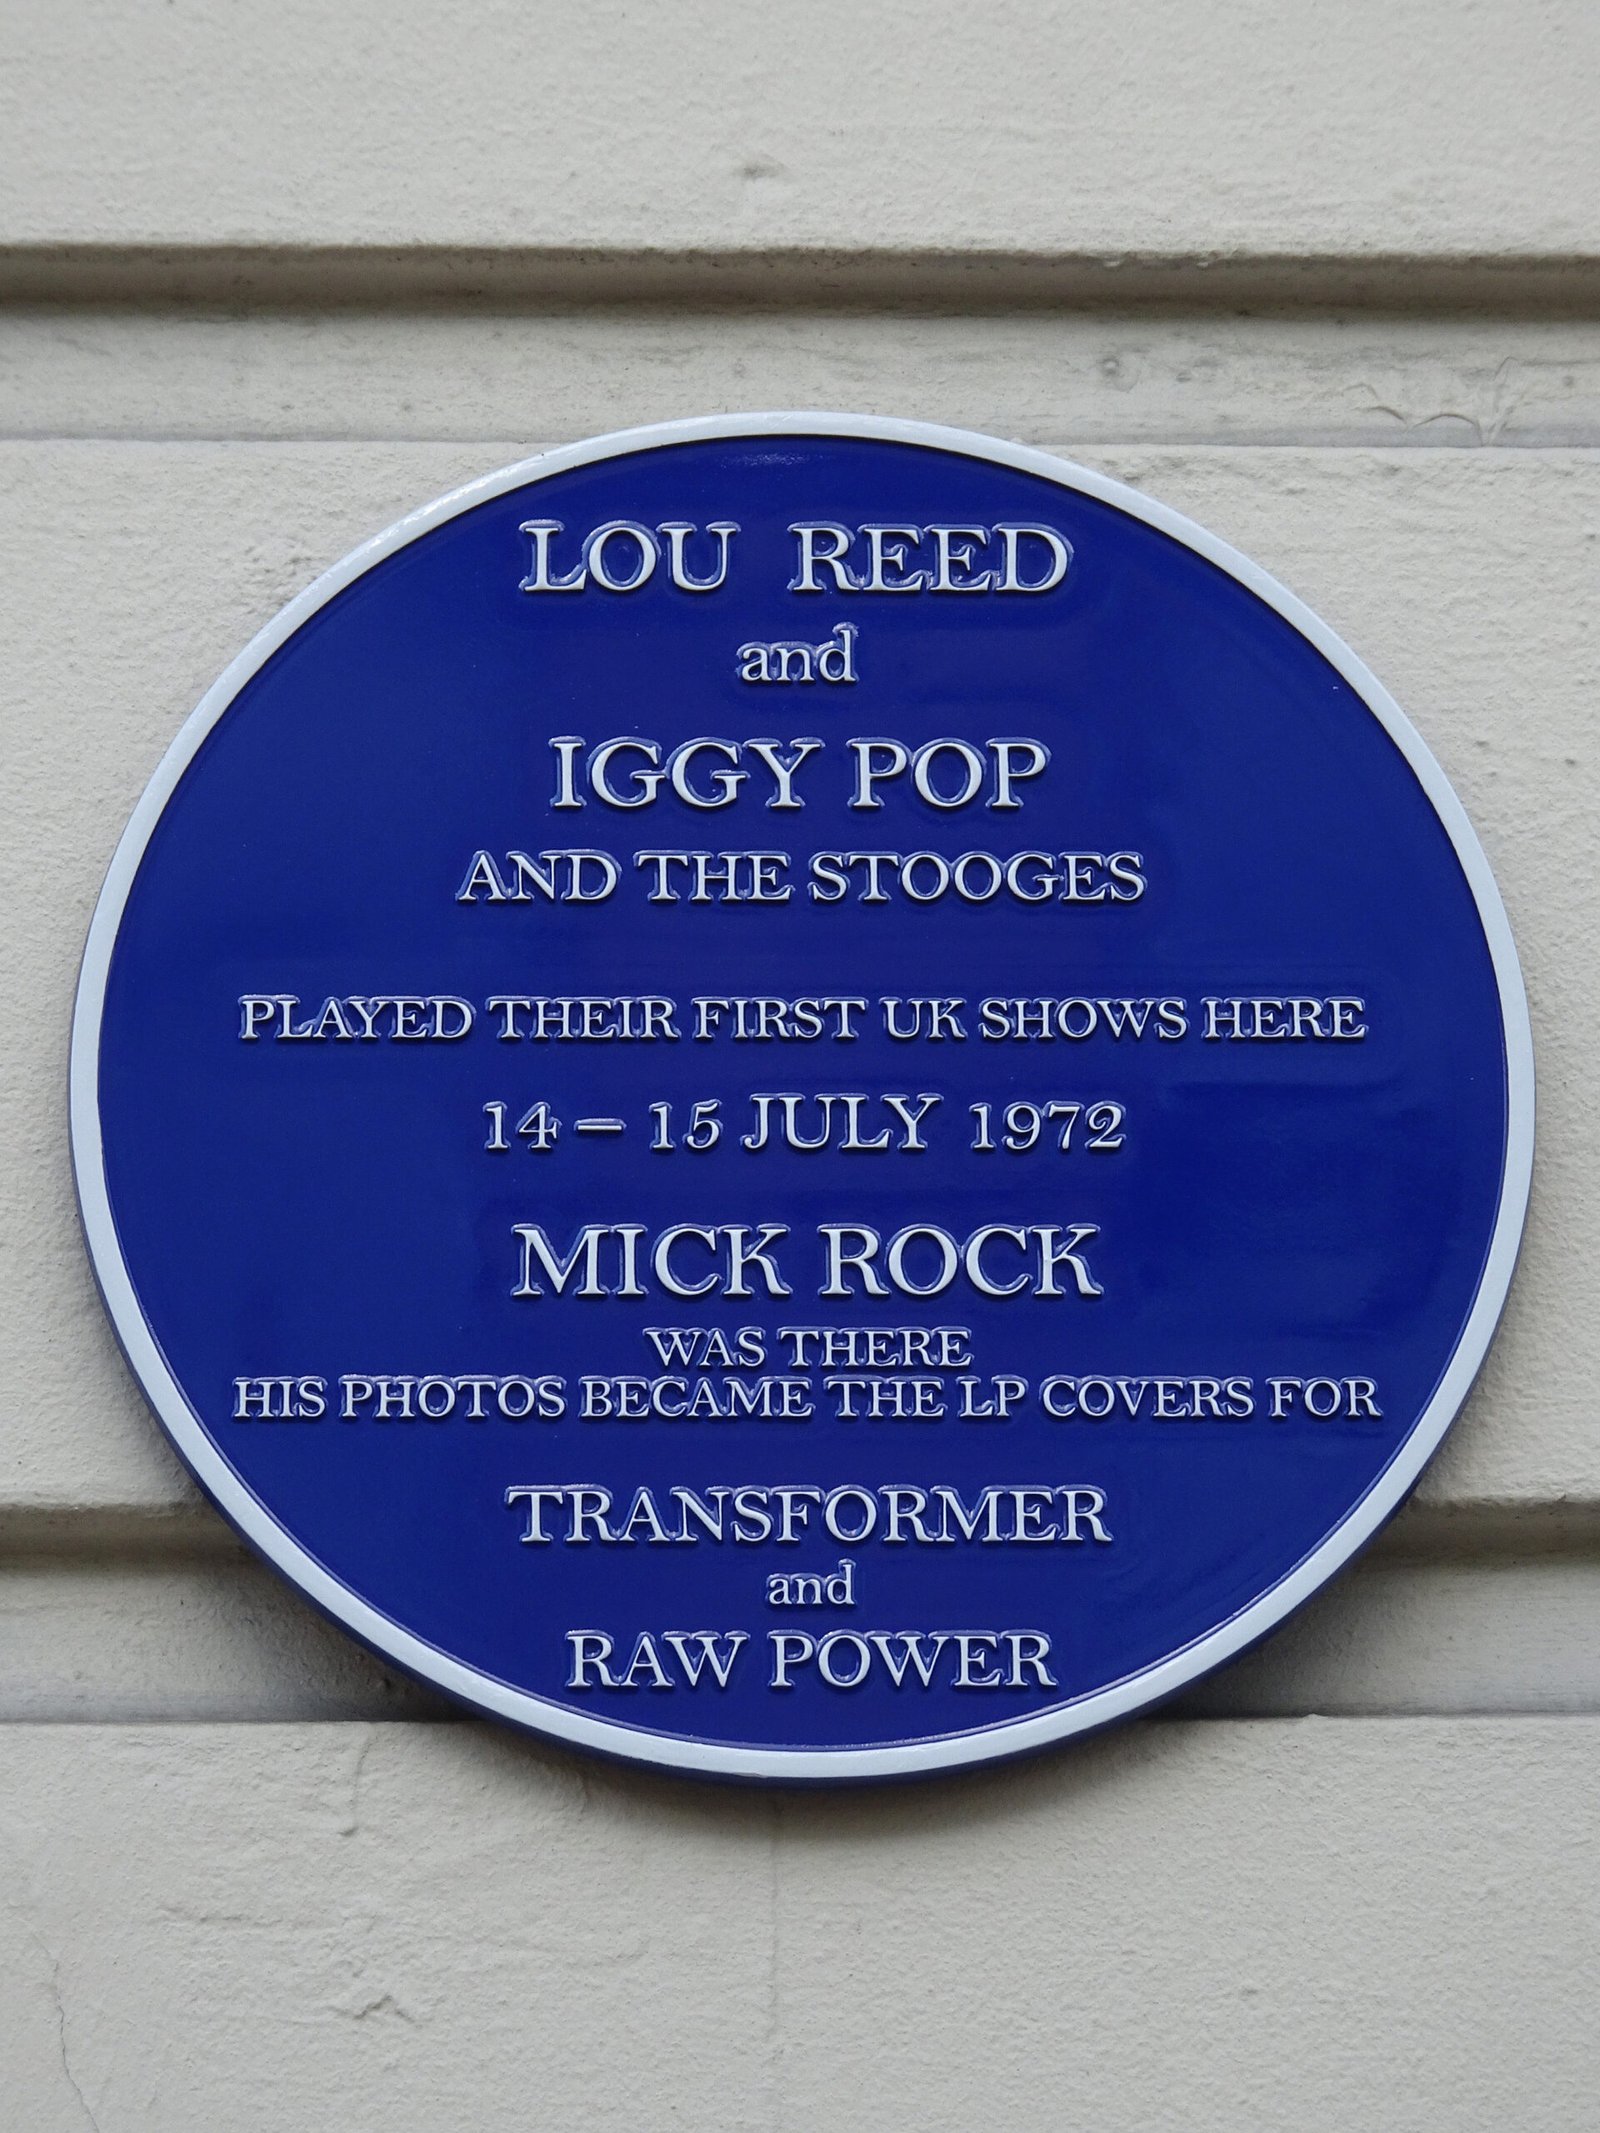 LOU REED
and
IGGY POP
AND THE STOOGES
PLAYED THEIR FIRST UK SHOWS HERE
14 – 15 JULY 1972
MICK ROCK
WAS THERE
HIS PHOTOS BECAME THE LP COVERS FOR
TRANSFORMER
and
RAW POWER